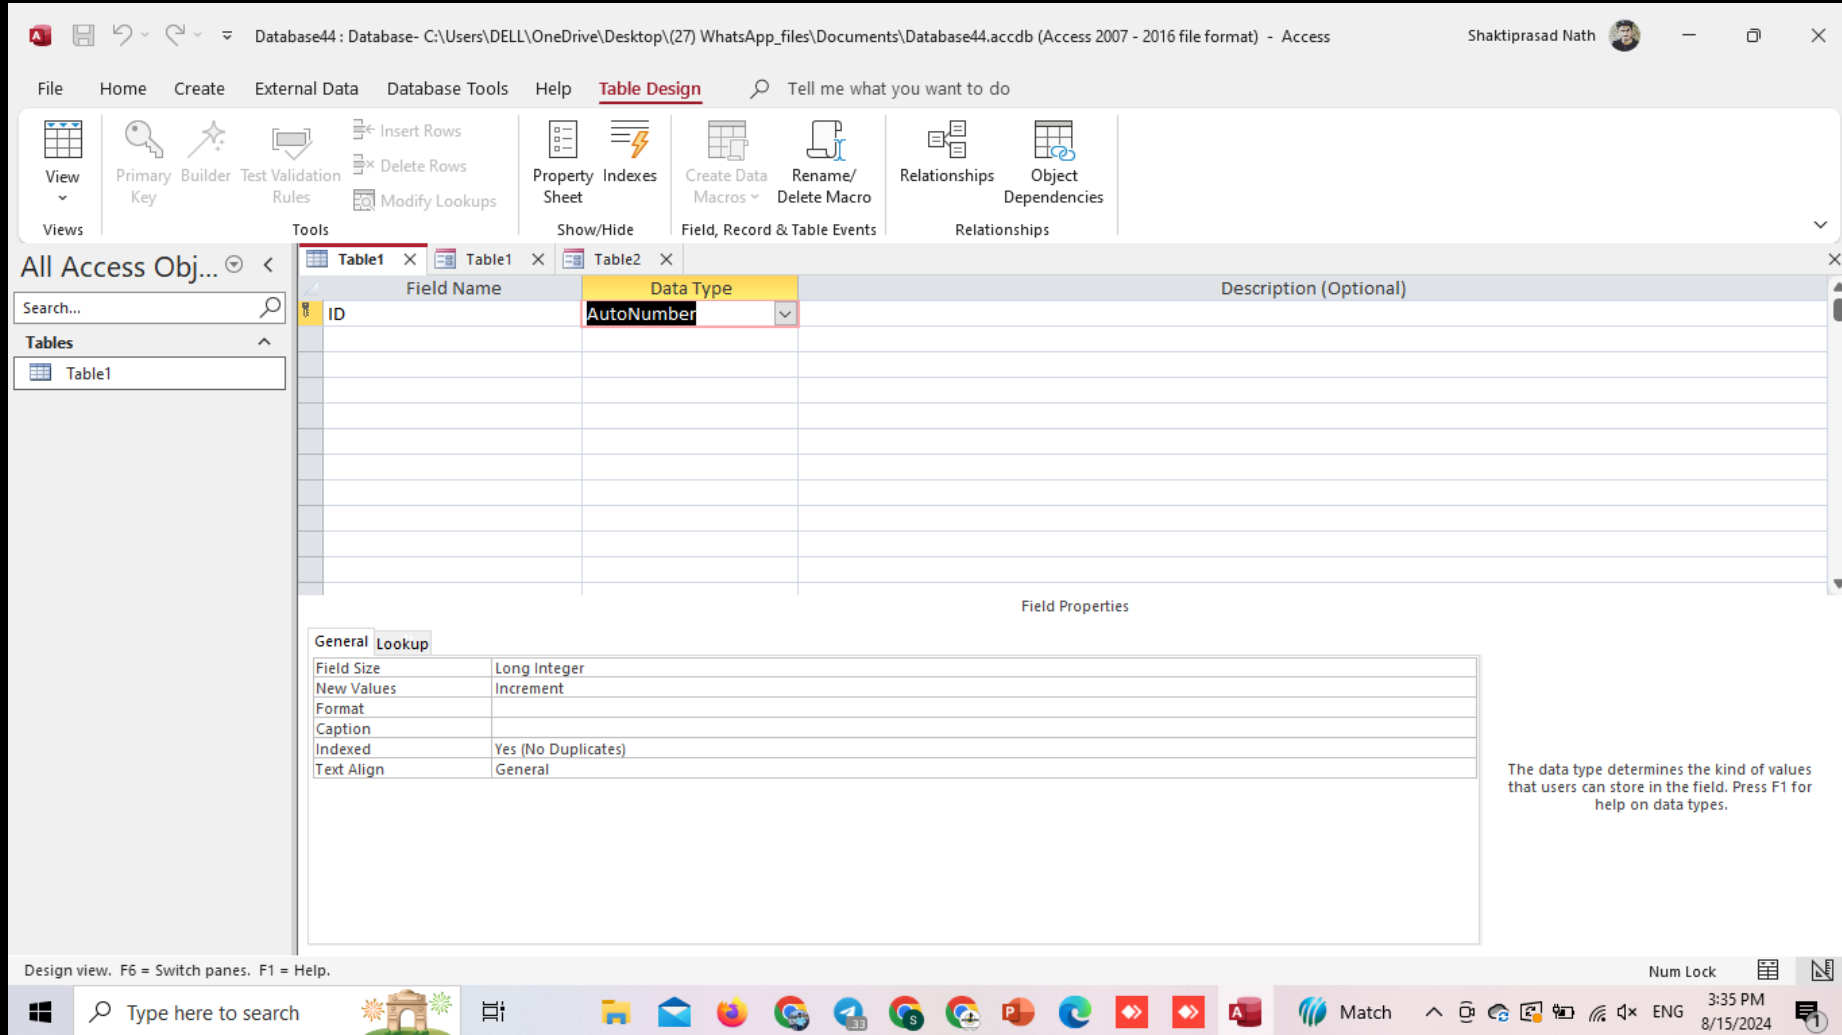 Database44 : Database- C:\Users\DELL\OneDrive\Desktop\(27) WhatsApp_files\Documents\Database44.accdb (Access 2007 - 2016 file format) - Access
Shaktiprasad Nath
File Home Create External Data Database Tools Help Table Design Tell me what you want to do
View
Primary Key
Builder
Test Validation Rules
Insert Rows
Delete Rows
Modify Lookups
Property Sheet
Indexes
Create Data Macros
Rename/ Delete Macro
Relationships
Object Dependencies
Views
Tools
Show/Hide
Field, Record & Table Events
Relationships
All Access Obj...
Search...
Tables
Table1
Table1 Table1 Table2
Field Name Data Type Description (Optional)
ID AutoNumber
Field Properties
General Lookup
Field Size Long Integer
New Values Increment
Format
Caption
Indexed Yes (No Duplicates)
Text Align General
The data type determines the kind of values
that users can store in the field. Press F1 for
help on data types.
Design view. F6 = Switch panes. F1 = Help.
Num Lock
Type here to search
33
S
Match
ENG
3:35 PM
8/15/2024
1